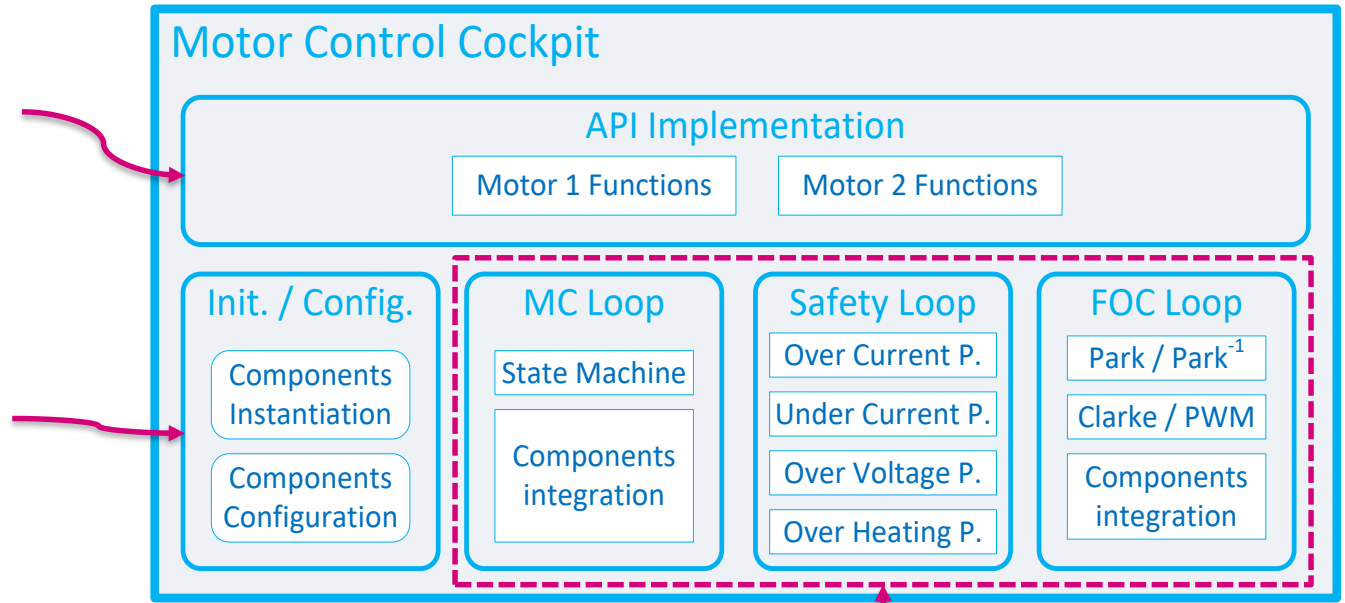 Motor Control Cockpit
API Implementation
Motor 1 Functions
Motor 2 Functions
Init. / Config.
Components
Instantiation
Components
Configuration
MC Loop
State Machine
Components
integration
Safety Loop
Over Current P.
Under Current P.
Over Voltage P.
Over Heating P.
FOC Loop
Park / Park⁻¹
Clarke / PWM
Components
integration